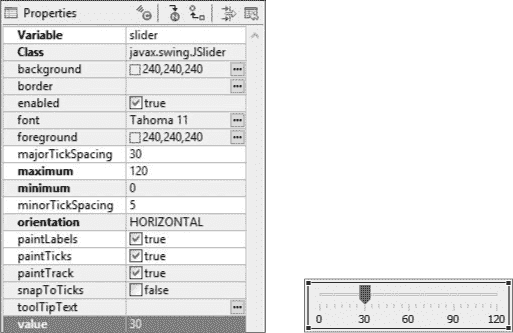 Properties
Variable slider
Class javax.swing.JSlider
background 240,240,240 ...
border ...
enabled true
font Tahoma 11 ...
foreground 240,240,240 ...
majorTickSpacing 30
maximum 120
minimum 0
minorTickSpacing 5
orientation HORIZONTAL
paintLabels true
paintTicks true
paintTrack true
snapToTicks false
toolTipText ...
value 30
0 30 60 90 120